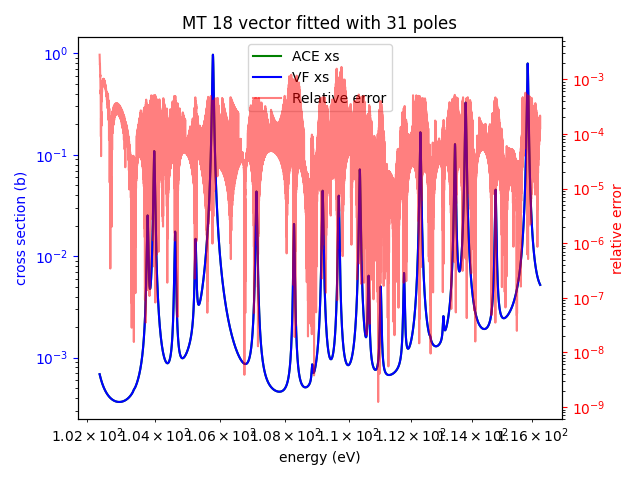 MT 18 vector fitted with 31 poles
ACE xs
VF xs
Relative error
cross section (b)
10⁰
10⁻¹
10⁻²
10⁻³
relative error
10⁻³
10⁻⁴
10⁻⁵
10⁻⁶
10⁻⁷
10⁻⁸
10⁻⁹
1.02 × 10² 1.04 × 10² 1.06 × 10² 1.08 × 10² 1.1 × 10² 1.12 × 10² 1.14 × 10² 1.16 × 10²
energy (eV)